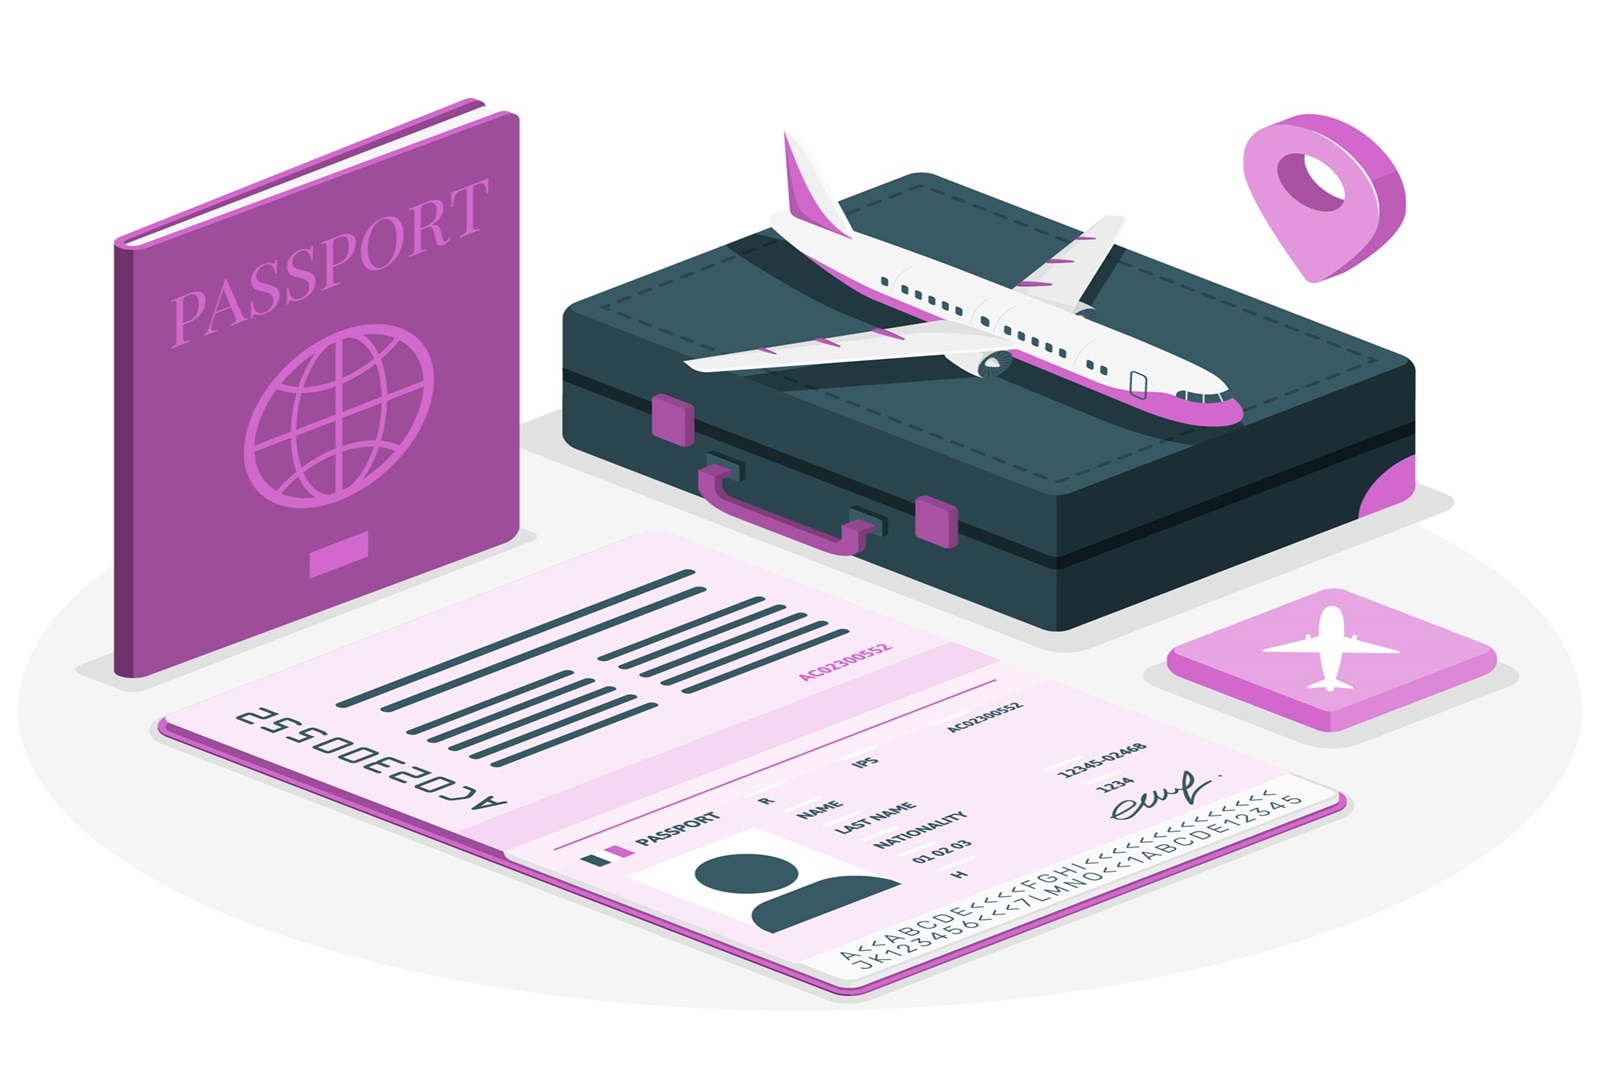 PASSPORT
AC02300552
AC02300552
PASSPORT
R
IPS
AC02300552
NAME
LAST NAME
NATIONALITY
01 02 03
H
12345-02468
1234
A<<ABCDE<<<<FGHI<<<<<<<<<<<<<<<
JK123456<<<7LMNO<<1ABCDE12345